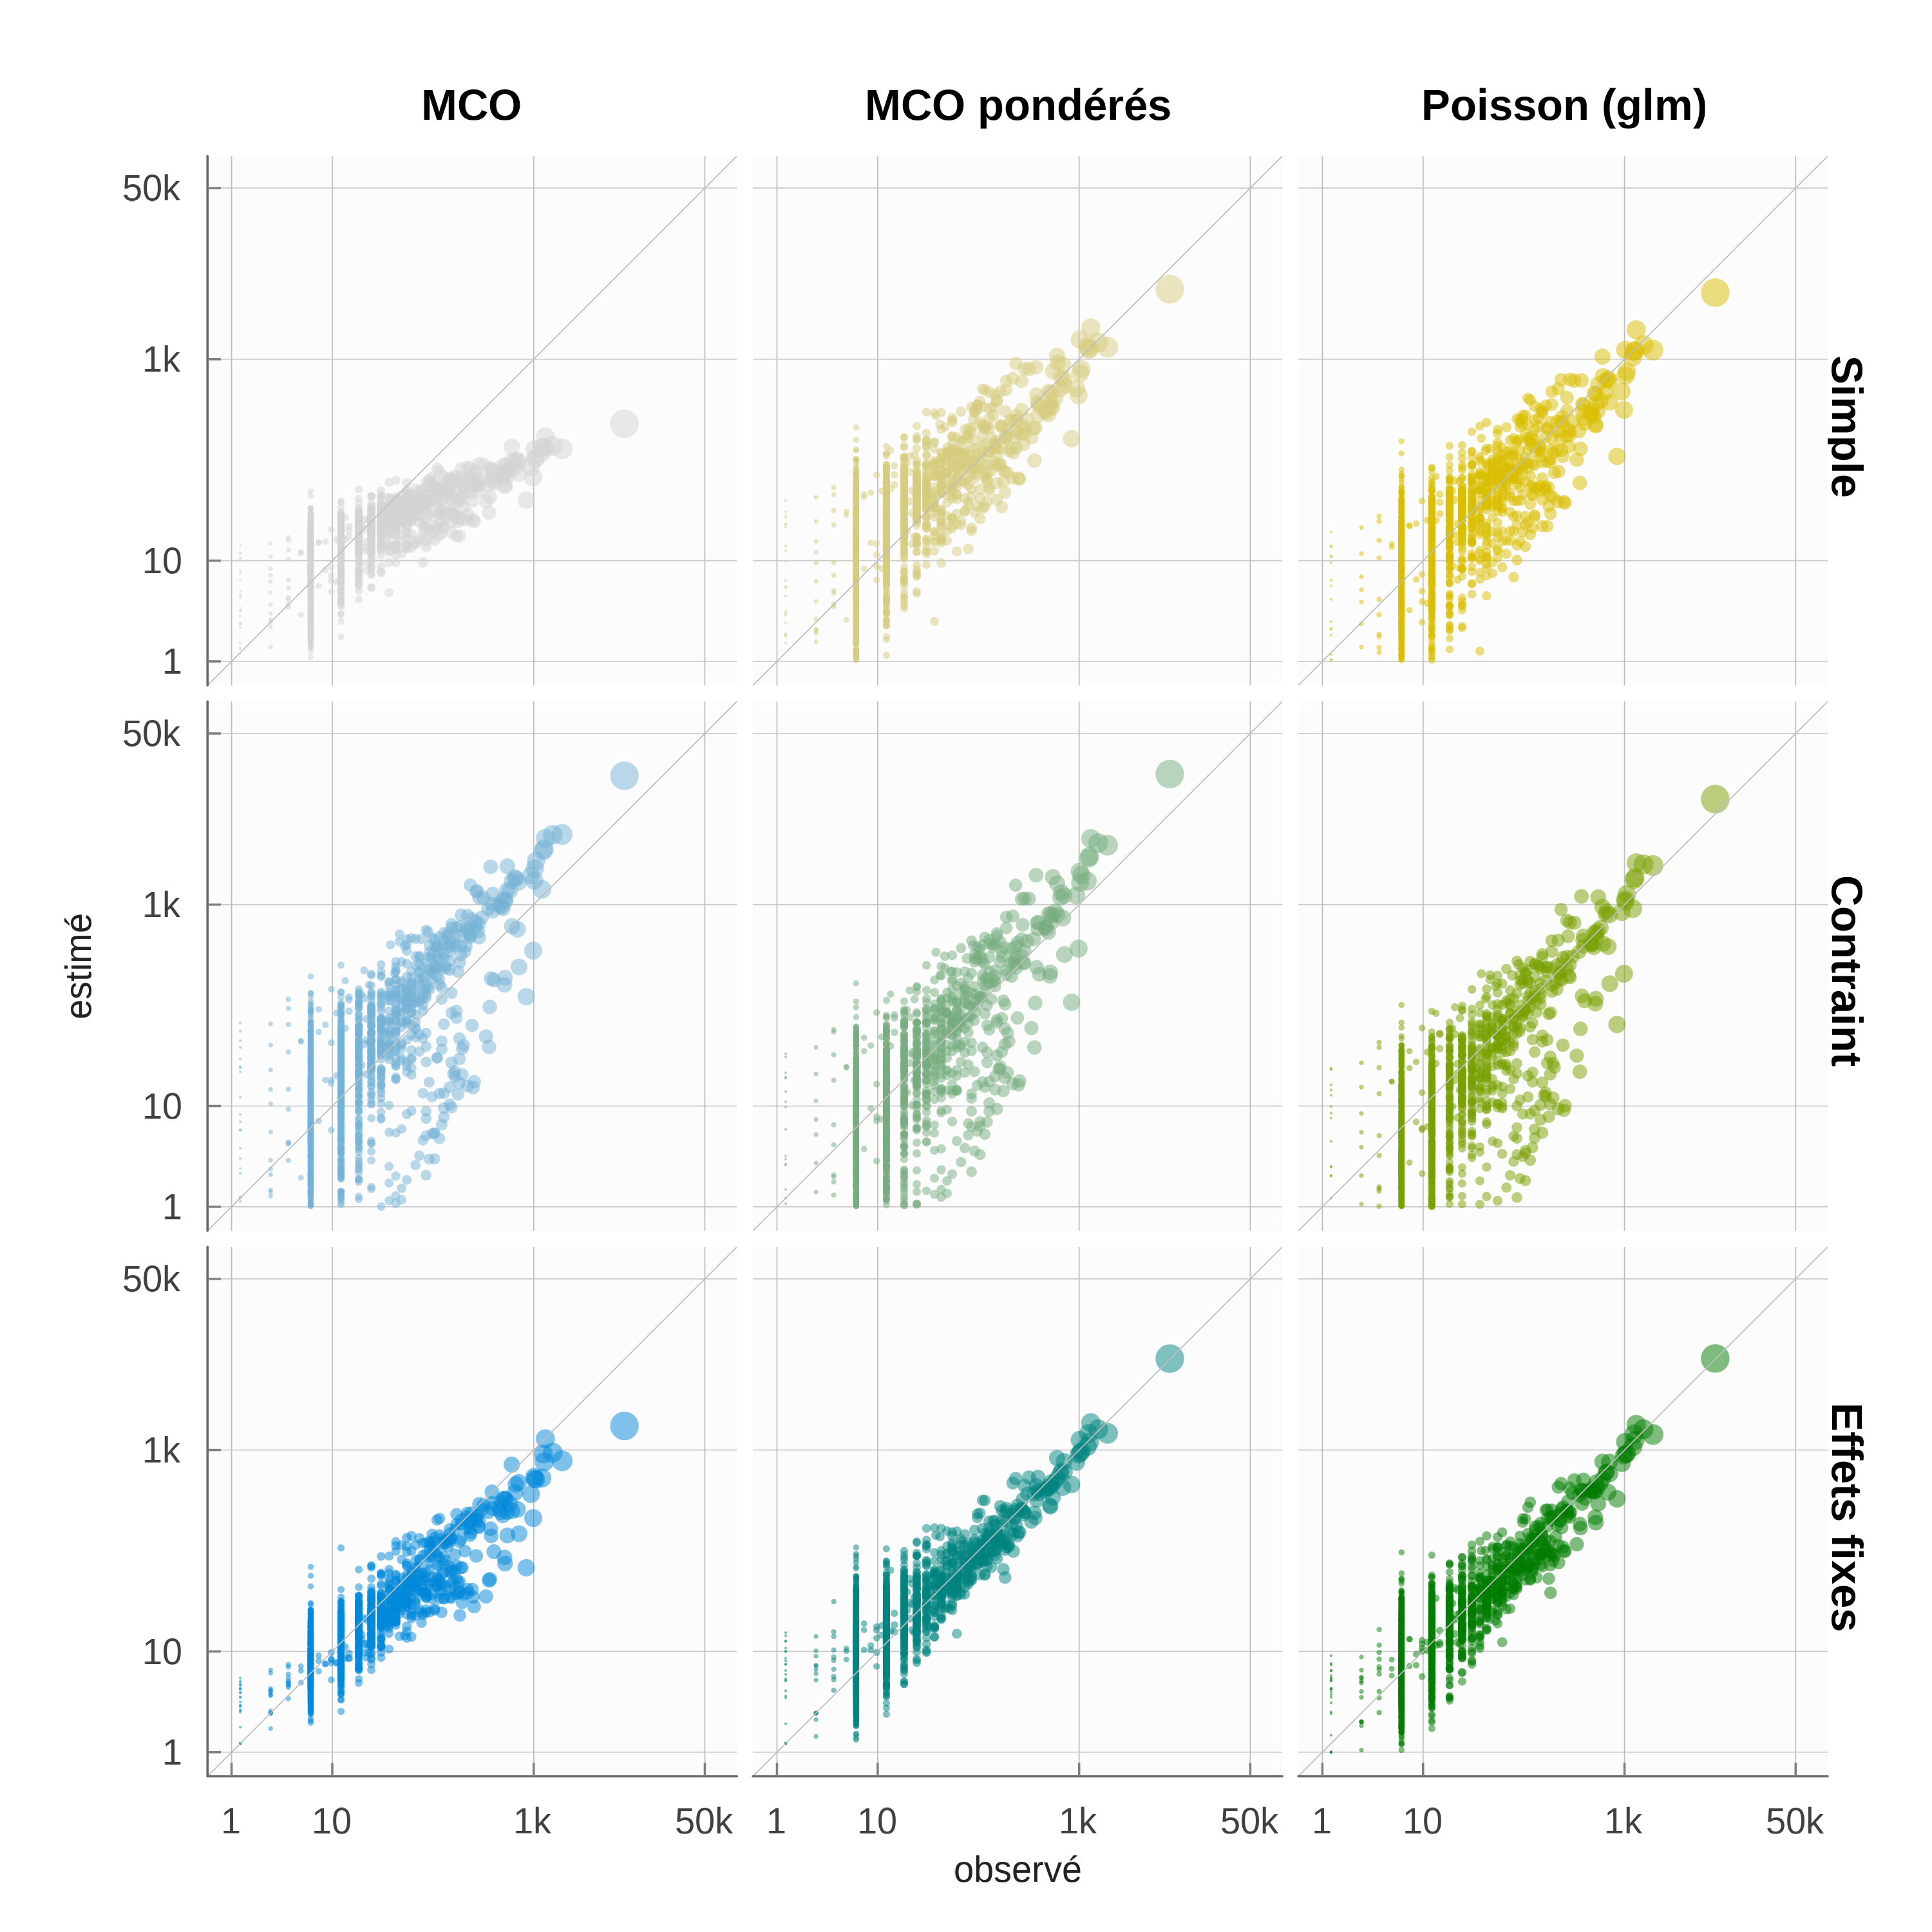 MCO
MCO pondérés
Poisson (glm)
50k
1k
10
1
Simple
50k
1k
10
1
Contraint
estimé
50k
1k
10
1
Effets fixes
1 10 1k 50k
1 10 1k 50k
1 10 1k 50k
observé